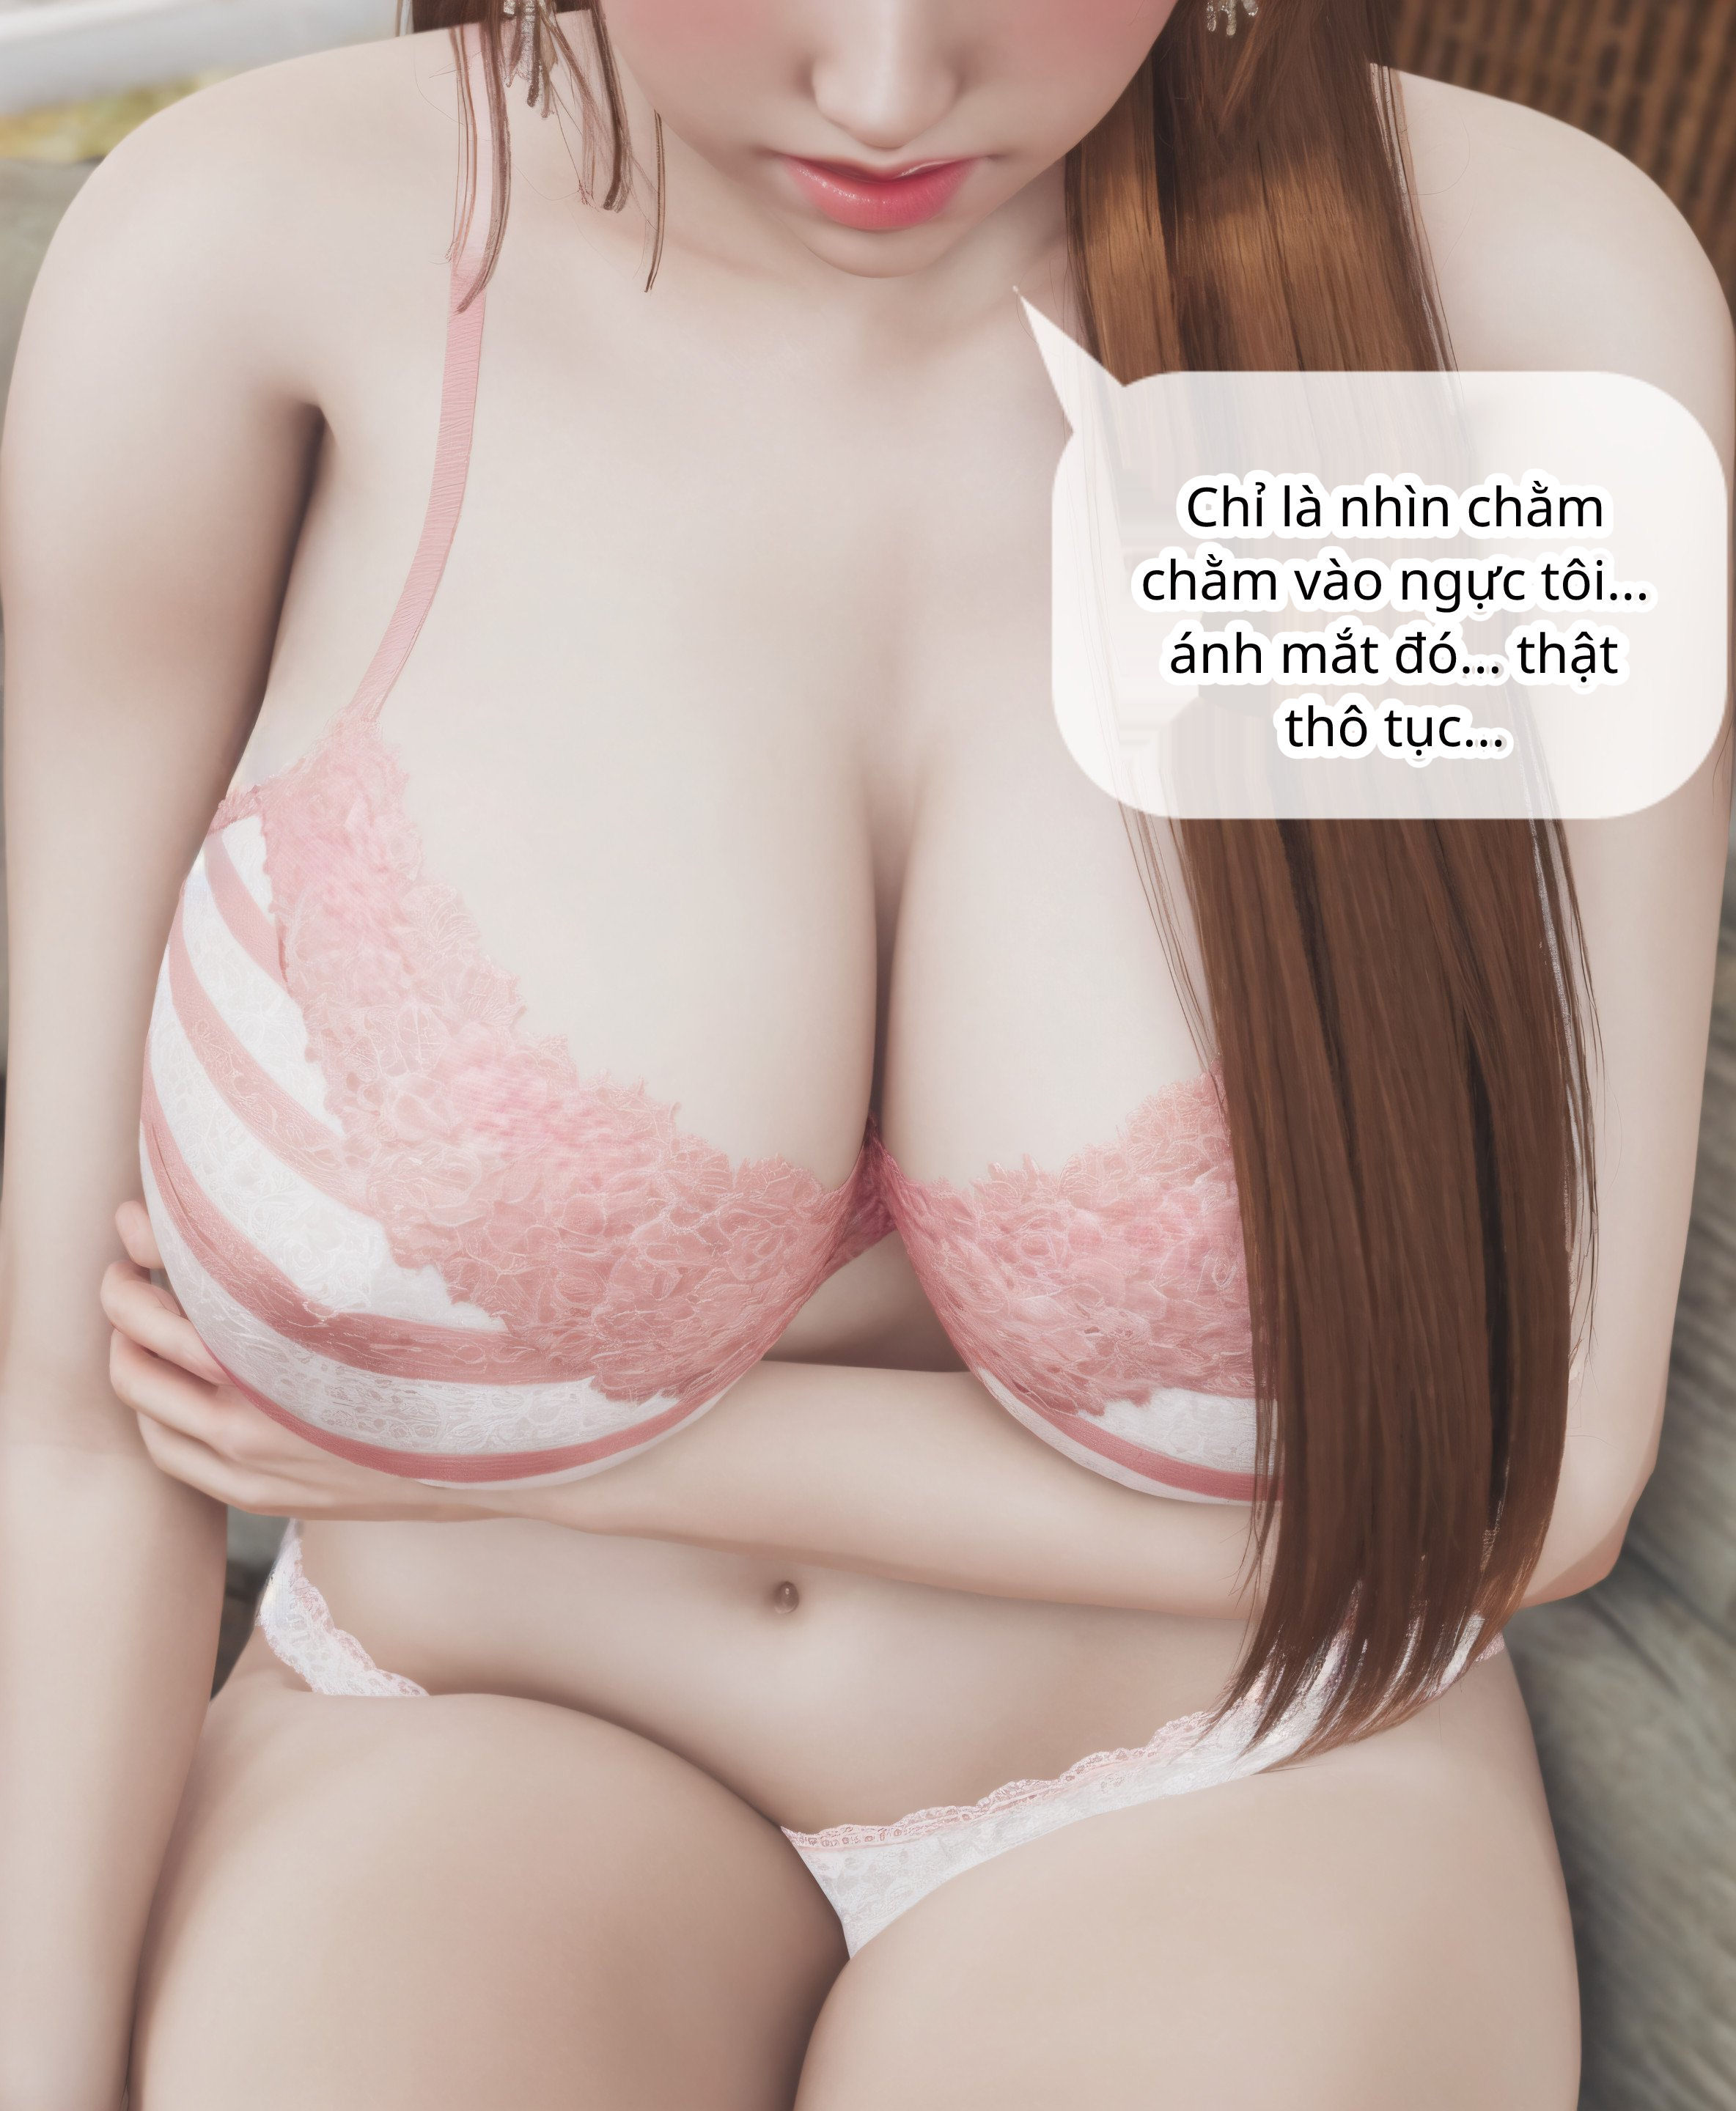 Chỉ là nhìn chằm
chằm vào ngực tôi...
ánh mắt đó... thật
thô tục...